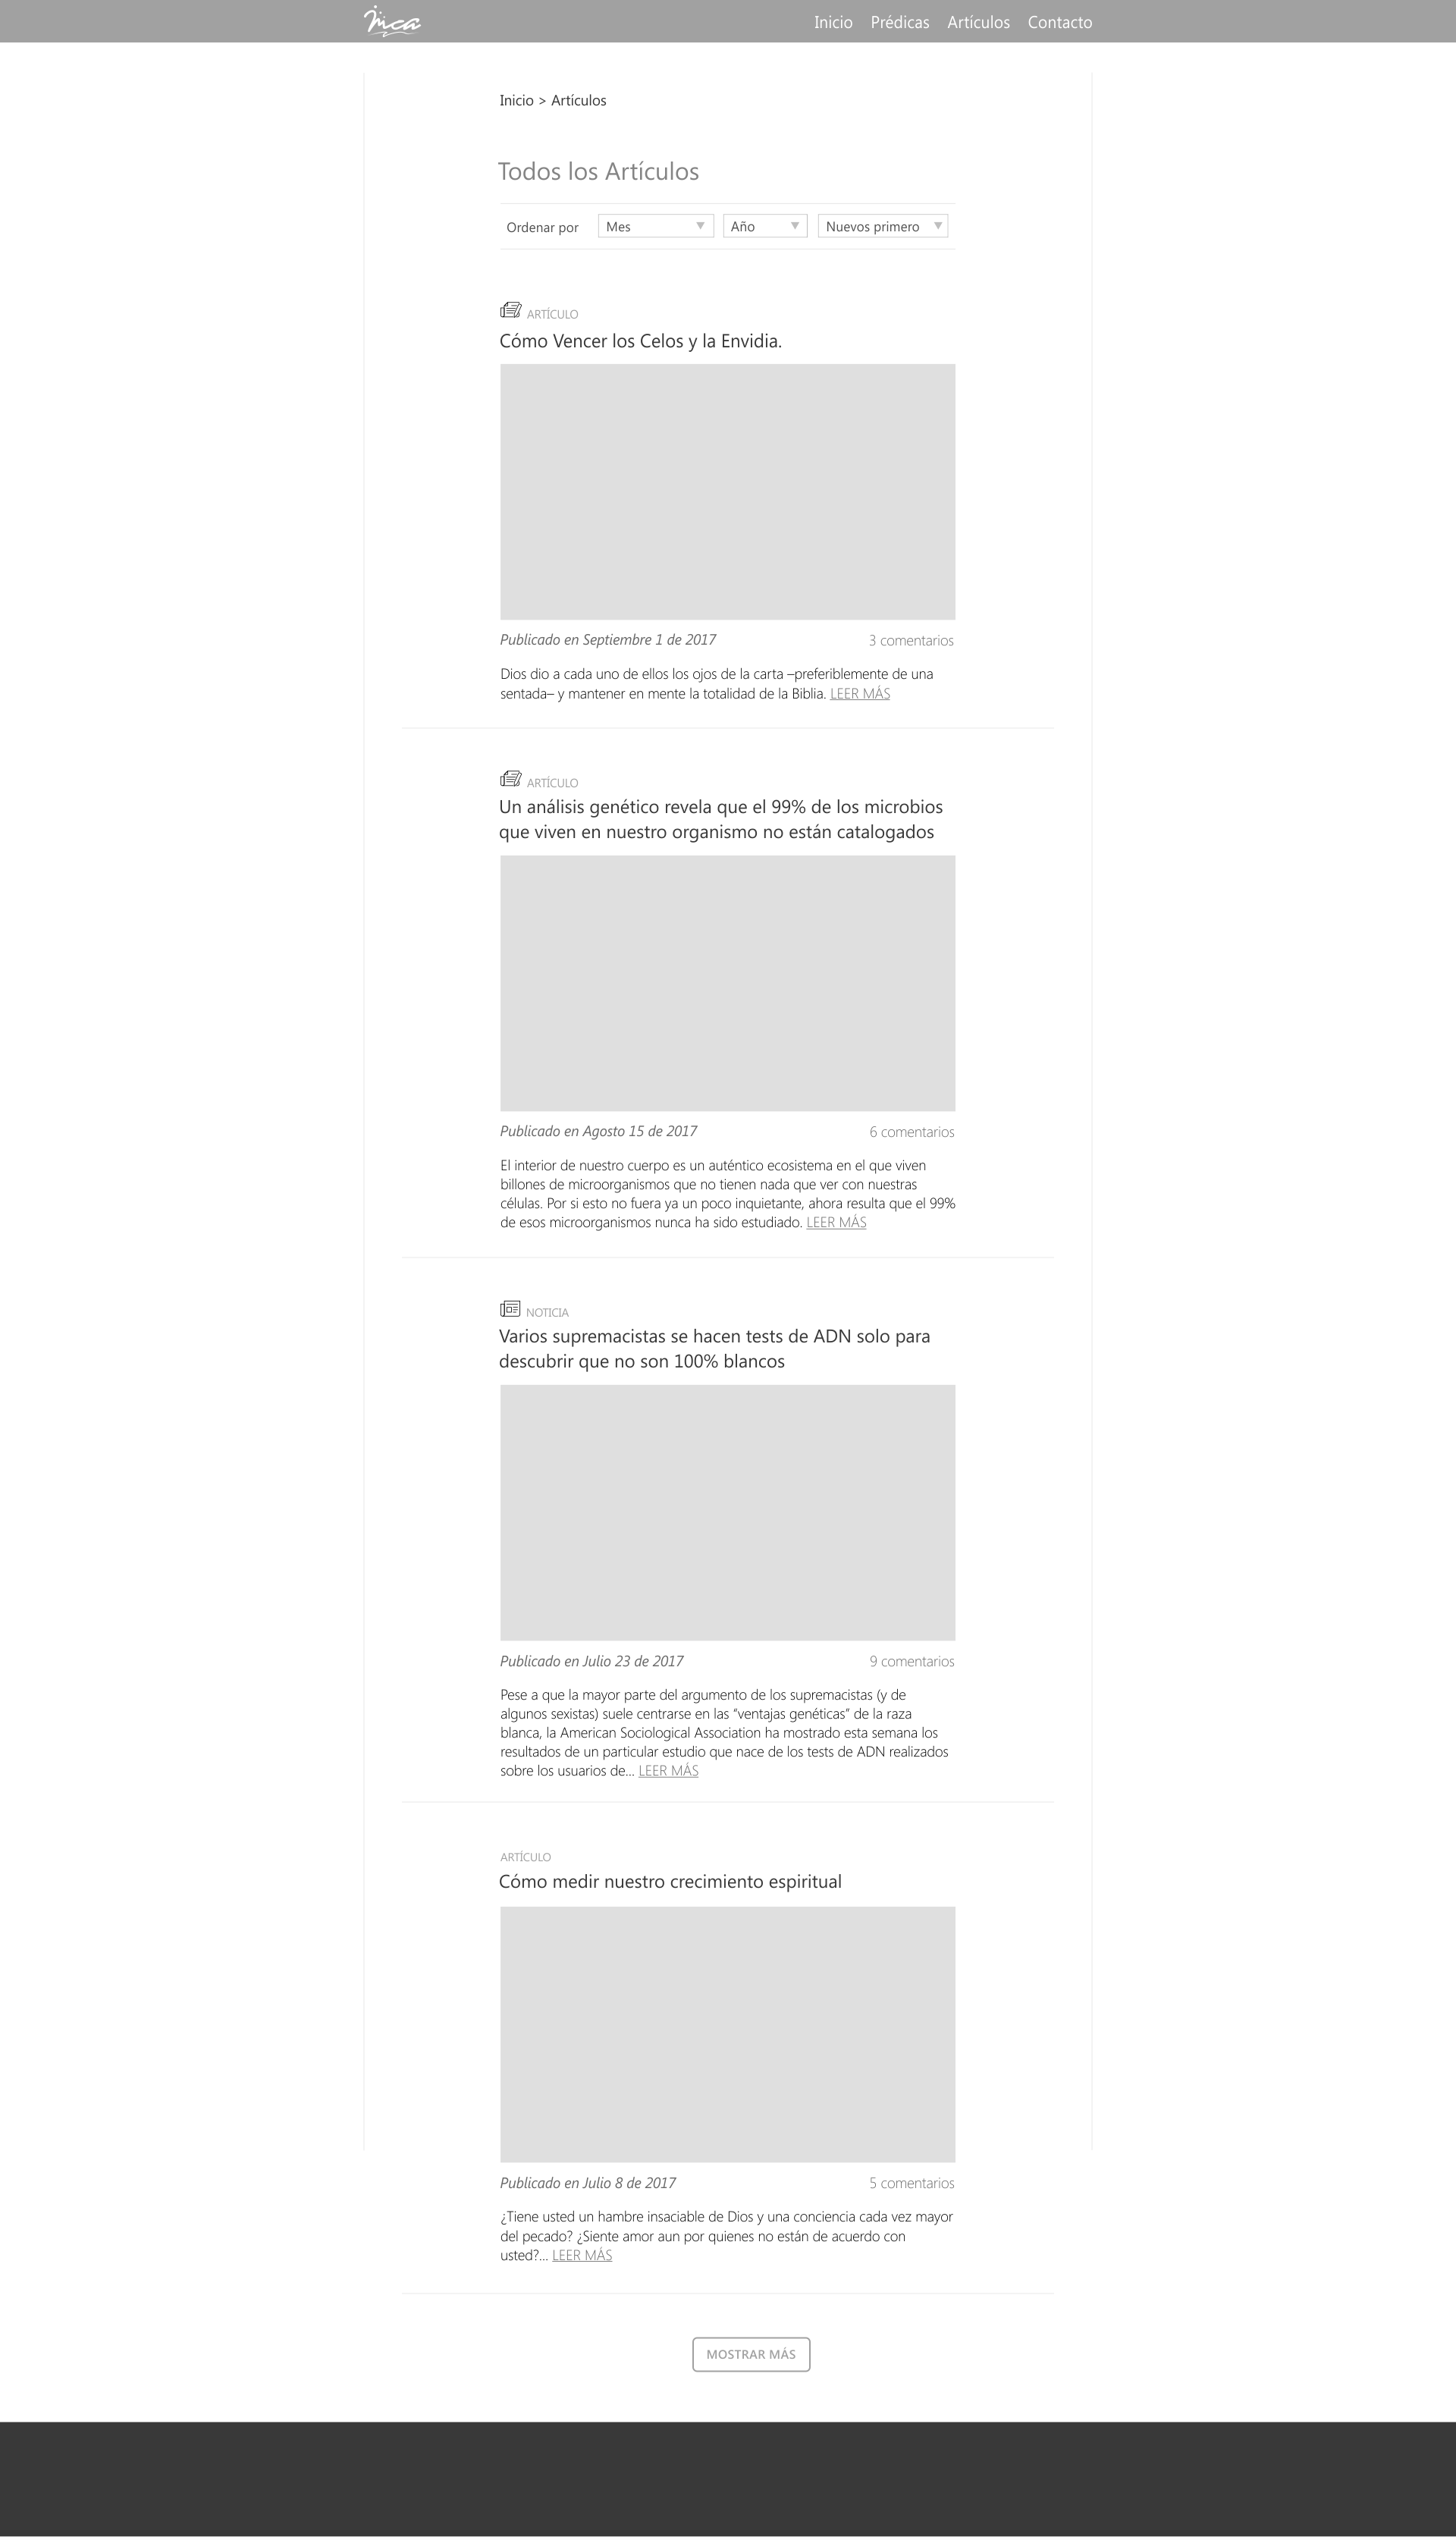 mca
Inicio Prédicas Artículos Contacto
Inicio > Artículos
Todos los Artículos
Ordenar por Mes Año Nuevos primero
ARTÍCULO
Cómo Vencer los Celos y la Envidia.
Publicado en Septiembre 1 de 2017 3 comentarios
Dios dio a cada uno de ellos los ojos de la carta –preferiblemente de una
sentada– y mantener en mente la totalidad de la Biblia. LEER MÁS
ARTÍCULO
Un análisis genético revela que el 99% de los microbios
que viven en nuestro organismo no están catalogados
Publicado en Agosto 15 de 2017 6 comentarios
El interior de nuestro cuerpo es un auténtico ecosistema en el que viven
billones de microorganismos que no tienen nada que ver con nuestras
células. Por si esto no fuera ya un poco inquietante, ahora resulta que el 99%
de esos microorganismos nunca ha sido estudiado. LEER MÁS
NOTICIA
Varios supremacistas se hacen tests de ADN solo para
descubrir que no son 100% blancos
Publicado en Julio 23 de 2017 9 comentarios
Pese a que la mayor parte del argumento de los supremacistas (y de
algunos sexistas) suele centrarse en las “ventajas genéticas” de la raza
blanca, la American Sociological Association ha mostrado esta semana los
resultados de un particular estudio que nace de los tests de ADN realizados
sobre los usuarios de... LEER MÁS
ARTÍCULO
Cómo medir nuestro crecimiento espiritual
Publicado en Julio 8 de 2017 5 comentarios
¿Tiene usted un hambre insaciable de Dios y una conciencia cada vez mayor
del pecado? ¿Siente amor aun por quienes no están de acuerdo con
usted?... LEER MÁS
MOSTRAR MÁS